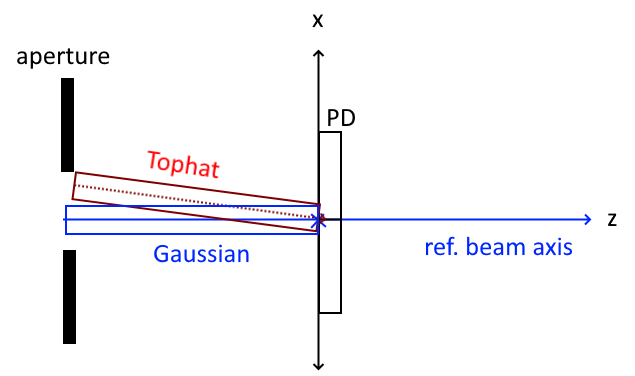 x
aperture
PD
Tophat
z
Gaussian
ref. beam axis